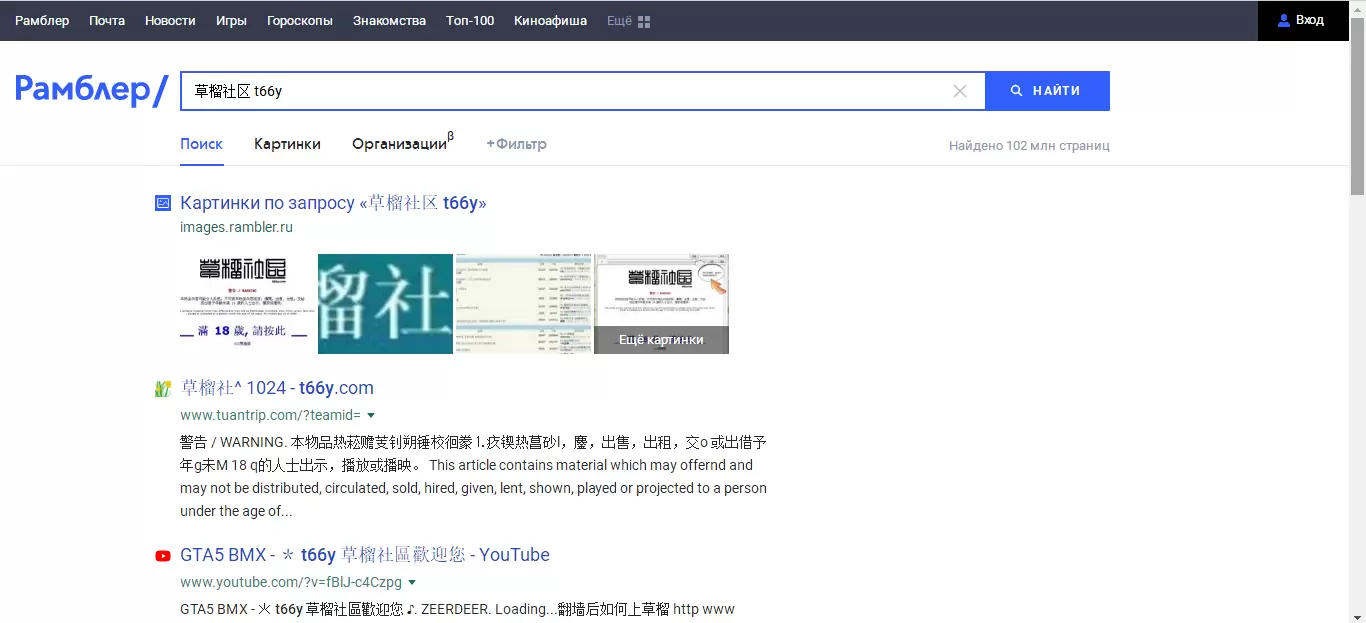 Рамблер Почта Новости Игры Гороскопы Знакомства Топ-100 Киноафиша Ещё Вход
Рамблер/
草榴社区 t66y
НАЙТИ
Поиск Картинки Организации β +Фильтр Найдено 102 млн страниц
Картинки по запросу «草榴社区 t66y»
images.rambler.ru
草榴社區
滿 18 歲, 請按此
留社
草榴社區
Ещё картинки
草榴社^ 1024 - t66y.com
www.tuantrip.com/?teamid=
警告 / WARNING. 本物品热菘赡芰钊朔锤校徊豢 1.疚锲热菖砂l，慶，出售，出租，交o 或出借予
年g未M 18 q的人士出示，播放或播映。 This article contains material which may offernd and
may not be distributed, circulated, sold, hired, given, lent, shown, played or projected to a person
under the age of...
GTA5 BMX - ＊ t66y 草榴社區歡迎您 - YouTube
www.youtube.com/?v=fBlJ-c4Czpg
GTA5 BMX - 火 t66y 草榴社區歡迎您 ♪. ZEERDEER. Loading...翻墙后如何上草榴 http www